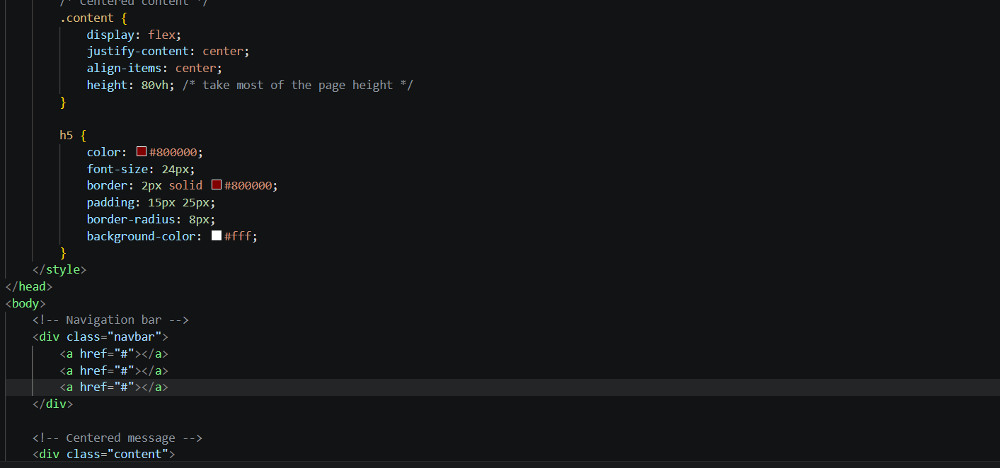 /* Centered content */
.content {
display: flex;
justify-content: center;
align-items: center;
height: 80vh; /* take most of the page height */
}
h5 {
color: #800000;
font-size: 24px;
border: 2px solid #800000;
padding: 15px 25px;
border-radius: 8px;
background-color: #fff;
}
</style>
</head>
<body>
<!-- Navigation bar -->
<div class="navbar">
<a href="#"></a>
<a href="#"></a>
<a href="#"></a>
</div>
<!-- Centered message -->
<div class="content">